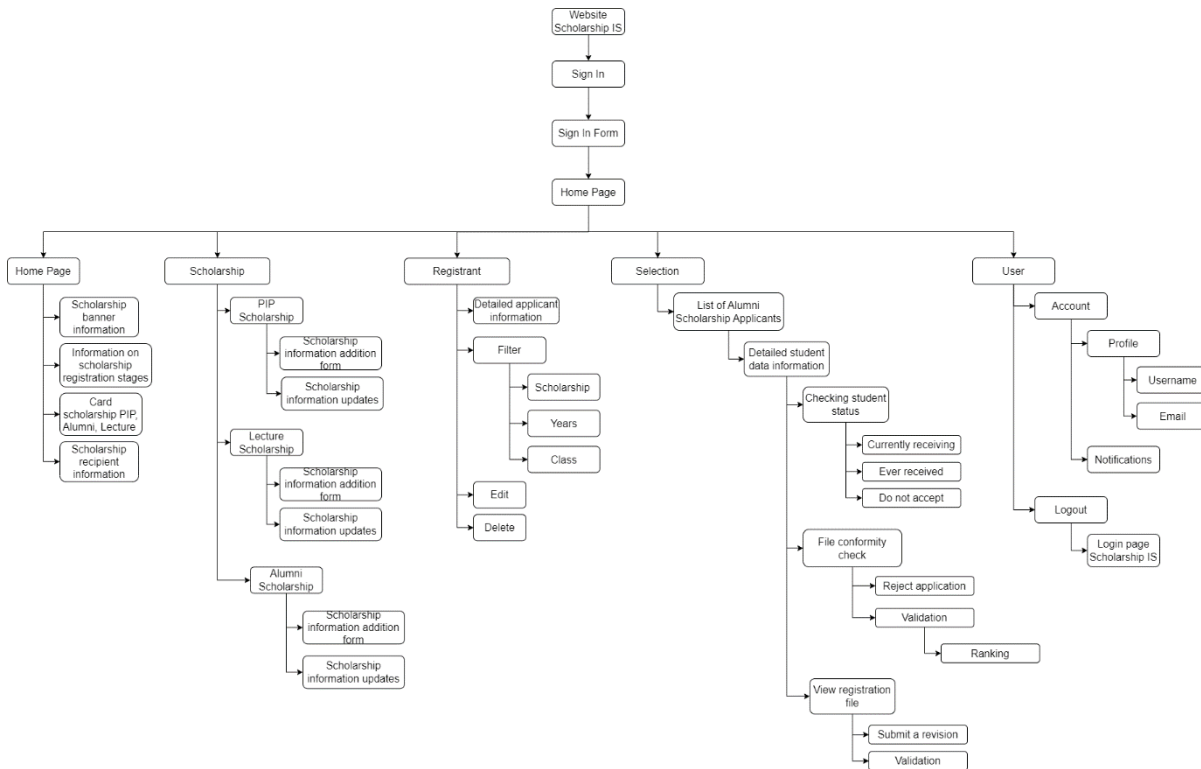 Website
Scholarship IS
Sign In
Sign In Form
Home Page
Home Page
Scholarship
banner
information
Information on
scholarship
registration stages
Card
scholarship PIP,
Alumni, Lecture
Scholarship
recipient
information
Scholarship
PIP
Scholarship
Scholarship
information addition
form
Scholarship
information updates
Lecture
Scholarship
Scholarship
information addition
form
Scholarship
information updates
Alumni
Scholarship
Scholarship
information addition
form
Scholarship
information updates
Registrant
Detailed applicant
information
Filter
Scholarship
Years
Class
Edit
Delete
Selection
List of Alumni
Scholarship Applicants
Detailed student
data information
Checking student
status
Currently receiving
Ever received
Do not accept
File conformity
check
Reject application
Validation
Ranking
View registration
file
Submit a revision
Validation
User
Account
Profile
Username
Email
Notifications
Logout
Login page
Scholarship IS